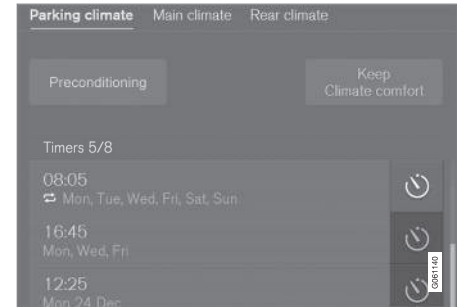 Parking climate Main climate Rear climate
Preconditioning
Keep
Climate comfort
Timers 5/8
08:05
Mon, Tue, Wed, Fri, Sat, Sun
16:45
Mon, Wed, Fri
12:25
Mon 24 Dec
G061140